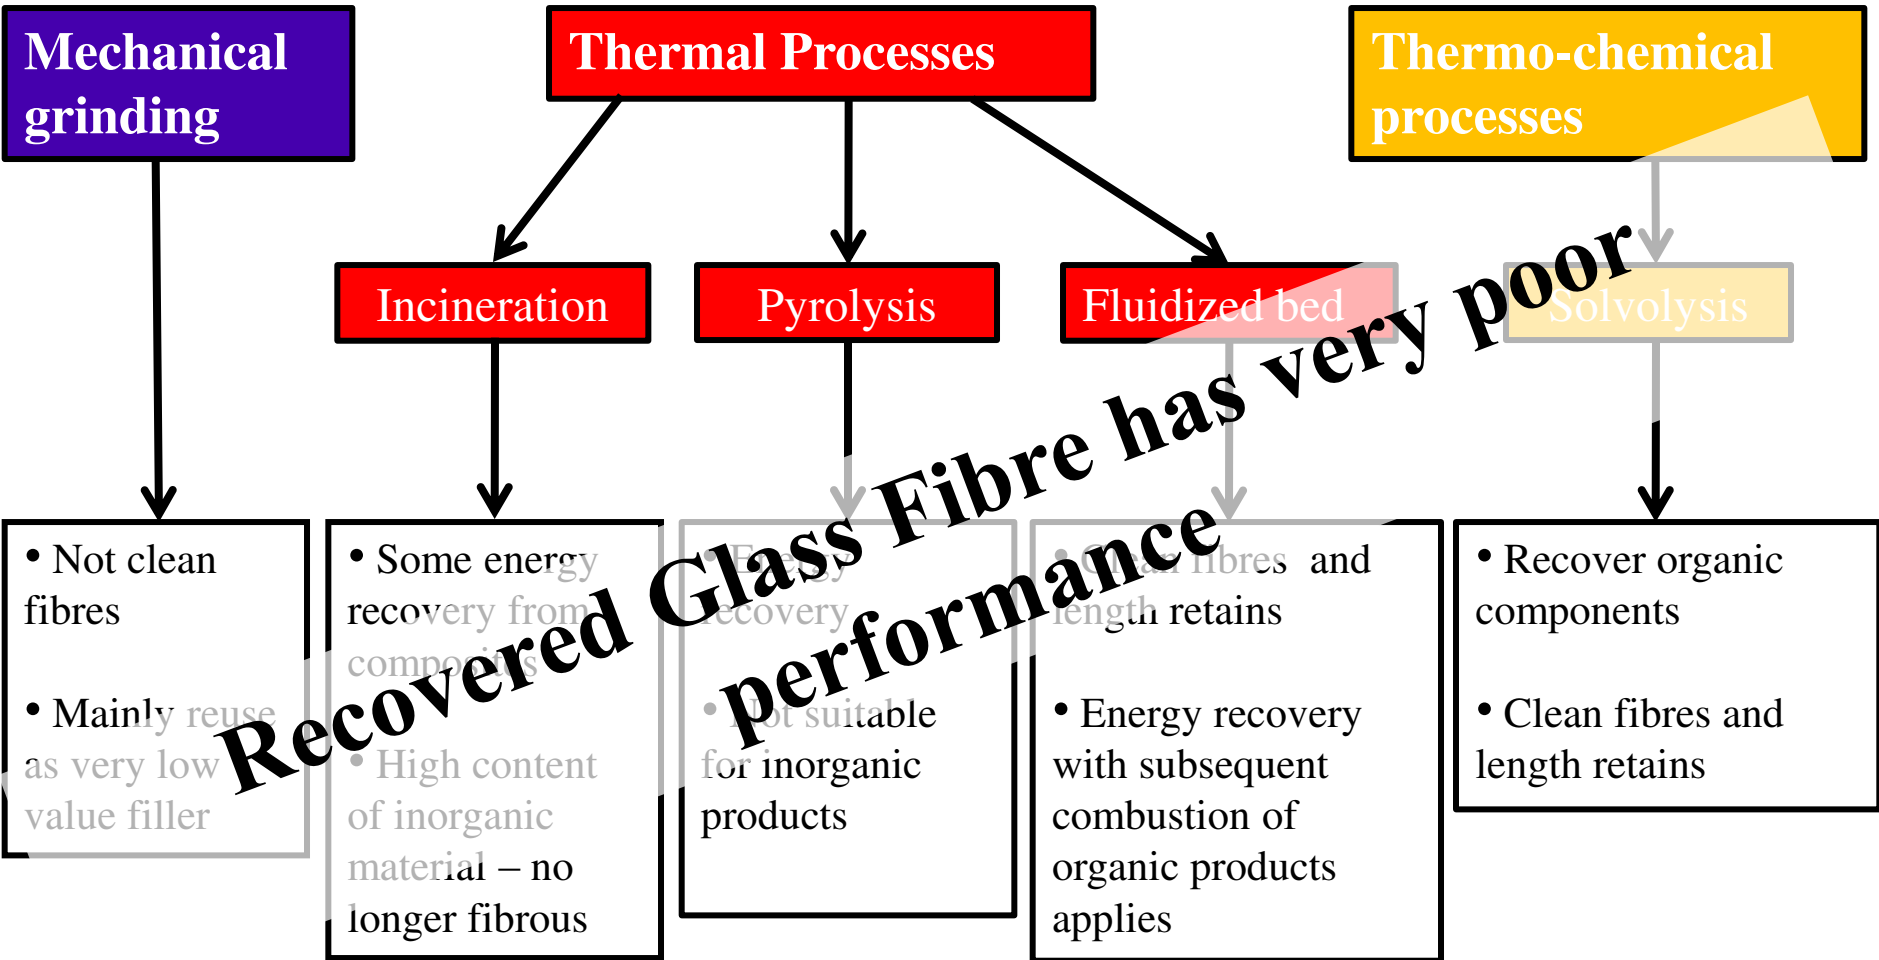 Mechanical
grinding
Thermal Processes
Thermo-chemical
processes
Incineration
Pyrolysis
Fluidized bed
Solvolysis
• Not clean
fibres
• Mainly reuse
as very low
value filler
• Some energy
recovery from
composites
• High content
of inorganic
material – no
longer fibrous
• Energy
recovery
• Not suitable
for inorganic
products
• Clean fibres and
length retains
• Energy recovery
with subsequent
combustion of
organic products
applies
• Recover organic
components
• Clean fibres and
length retains
Recovered Glass Fibre has very poor
performance